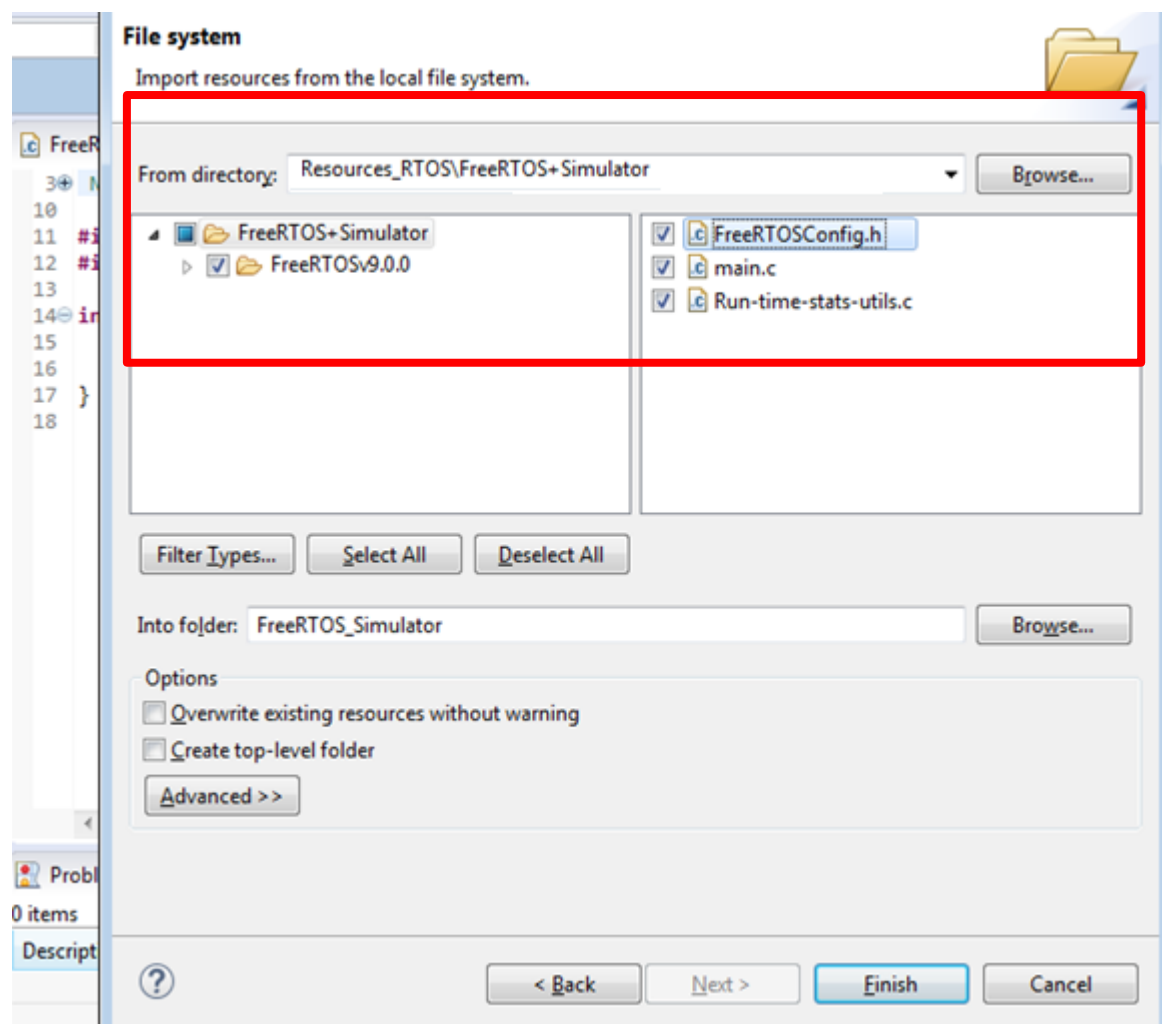 File system
Import resources from the local file system.
FreeR
From directory: Resources_RTOS\FreeRTOS+Simulator Browse...
3 N
10
11 #i
12 #i
13
14 in
15
16
17 }
18
FreeRTOS+Simulator
FreeRTOSv9.0.0
FreeRTOSConfig.h
main.c
Run-time-stats-utils.c
Filter Types... Select All Deselect All
Into folder: FreeRTOS_Simulator Browse...
Options
Overwrite existing resources without warning
Create top-level folder
Advanced >>
Probl
0 items
Descript
? < Back Next > Finish Cancel